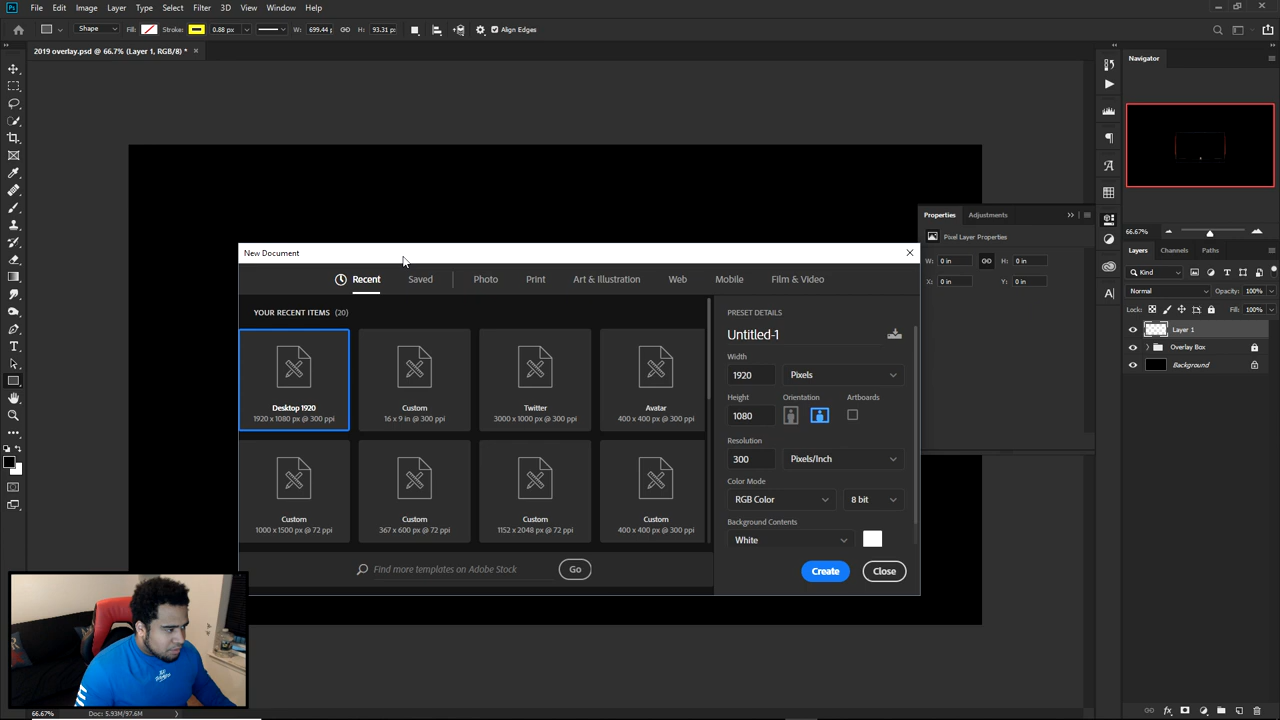 Ps File Edit Image Layer Type Select Filter 3D View Window Help
Shape Fill: Stroke: 0.88 px W: 699.44 H: 93.31 px Align Edges
2019 overlay.psd @ 66.7% (Layer 1, RGB/8) * ×
Navigator
66.67%
Properties Adjustments
Pixel Layer Properties
W: 0 in H: 0 in
X: 0 in Y: 0 in
Layers Channels Paths
Kind
Normal Opacity: 100%
Lock: Fill: 100%
Layer 1
Overlay Box
Background
New Document
Recent Saved Photo Print Art & Illustration Web Mobile Film & Video
YOUR RECENT ITEMS (20)
Desktop 1920
1920 x 1080 px @ 300 ppi
Custom
16 x 9 in @ 300 ppi
Twitter
3000 x 1000 px @ 300 ppi
Avatar
400 x 400 px @ 300 ppi
Custom
1000 x 1500 px @ 72 ppi
Custom
367 x 600 px @ 72 ppi
Custom
1152 x 2048 px @ 72 ppi
Custom
400 x 400 px @ 300 ppi
Find more templates on Adobe Stock Go
PRESET DETAILS
Untitled-1
Width
1920 Pixels
Height Orientation Artboards
1080
Resolution
300 Pixels/Inch
Color Mode
RGB Color 8 bit
Background Contents
White
Create Close
66.67% Doc: 5.93M/97.6M